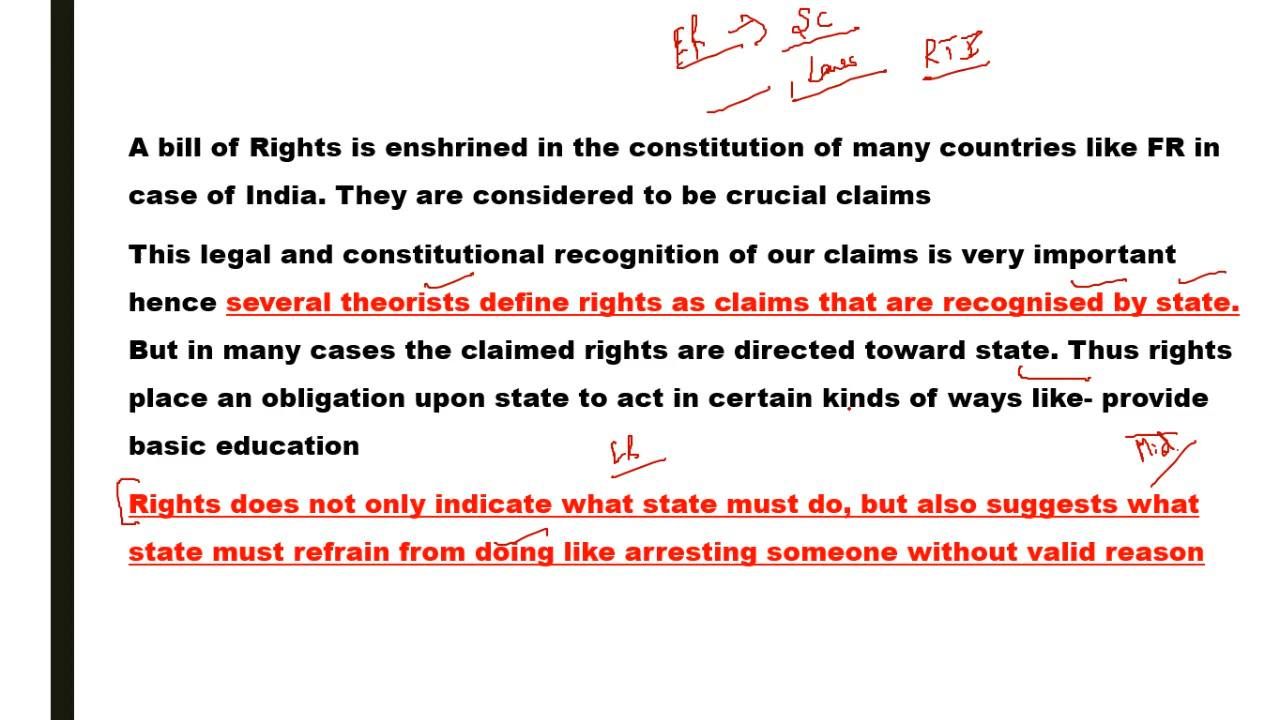 SC
Laws
RTI
A bill of Rights is enshrined in the constitution of many countries like FR in
case of India. They are considered to be crucial claims
This legal and constitutional recognition of our claims is very important
hence several theorists define rights as claims that are recognised by state.
But in many cases the claimed rights are directed toward state. Thus rights
place an obligation upon state to act in certain kinds of ways like- provide
basic education
Rights does not only indicate what state must do, but also suggests what
state must refrain from doing like arresting someone without valid reason